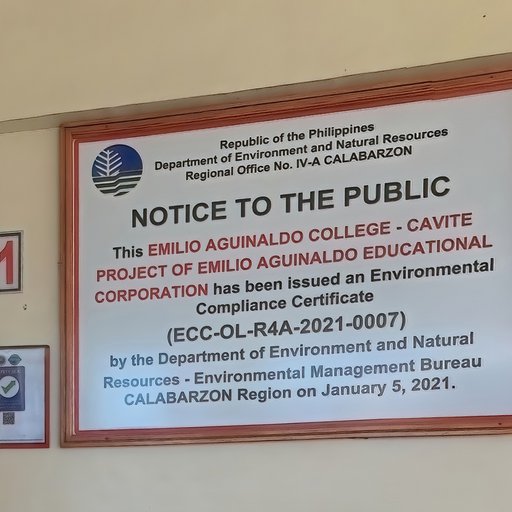 Republic of the Philippines
Department of Environment and Natural Resources
Regional Office No. IV-A CALABARZON
NOTICE TO THE PUBLIC
This EMILIO AGUINALDO COLLEGE - CAVITE
PROJECT OF EMILIO AGUINALDO EDUCATIONAL
CORPORATION has been issued an Environmental
Compliance Certificate
(ECC-OL-R4A-2021-0007)
by the Department of Environment and Natural
Resources - Environmental Management Bureau
CALABARZON Region on January 5, 2021.
1